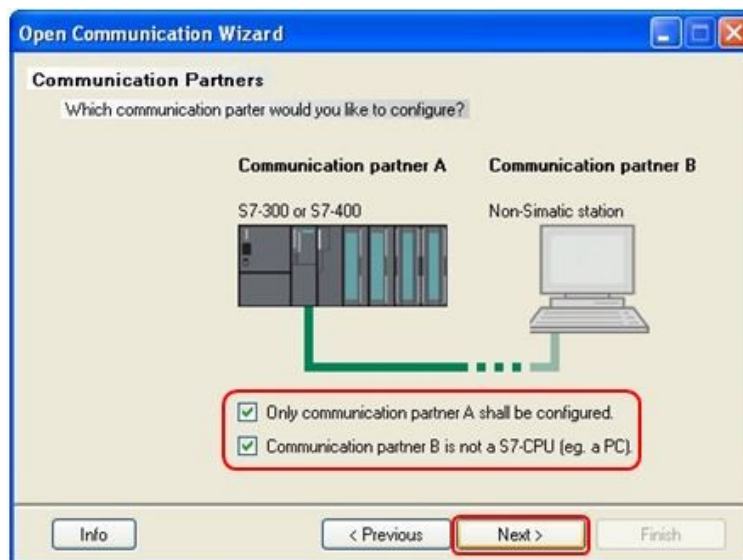 Open Communication Wizard
Communication Partners
Which communication parter would you like to configure?
Communication partner A
Communication partner B
S7-300 or S7-400
Non-Simatic station
Only communication partner A shall be configured.
Communication partner B is not a S7-CPU (eg. a PC).
Info
< Previous
Next >
Finish